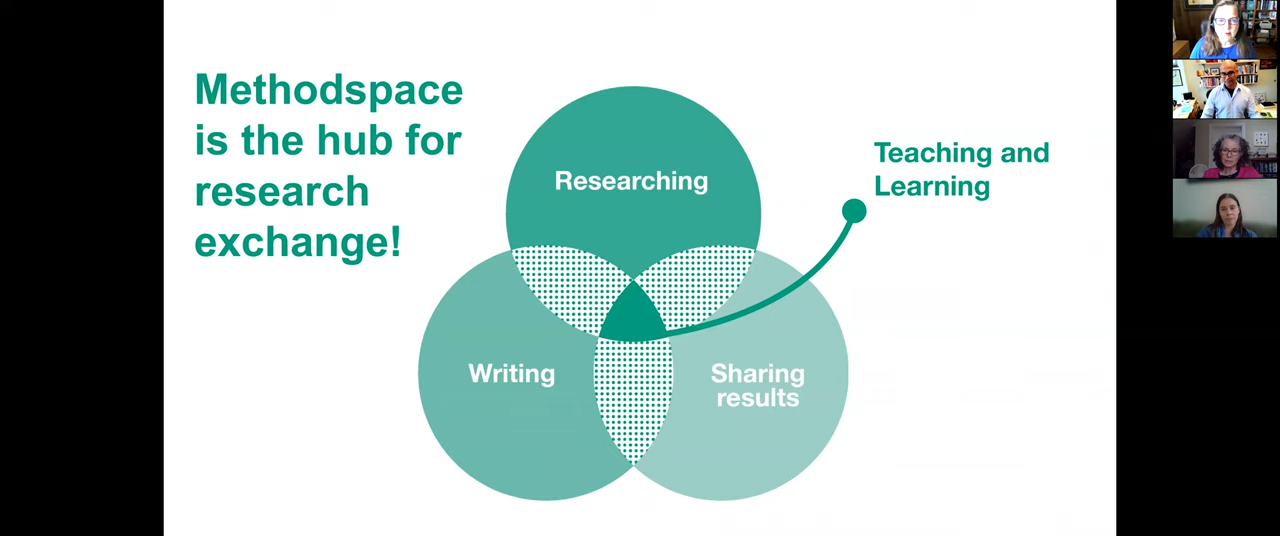 Methodspace
is the hub for
research
exchange!
Researching
Teaching and
Learning
Writing
Sharing
results